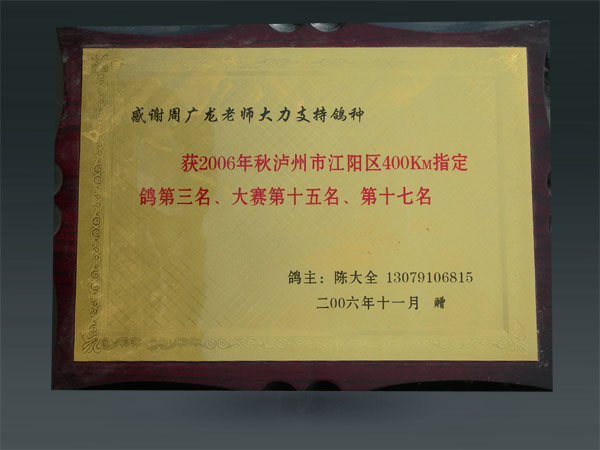 感谢周广龙老师大力支持鸽种
获2006年秋泸州市江阳区400KM指定
鸽第三名、大赛第十五名、第十七名
鸽主：陈大全 13079106815
二00六年十一月 赠